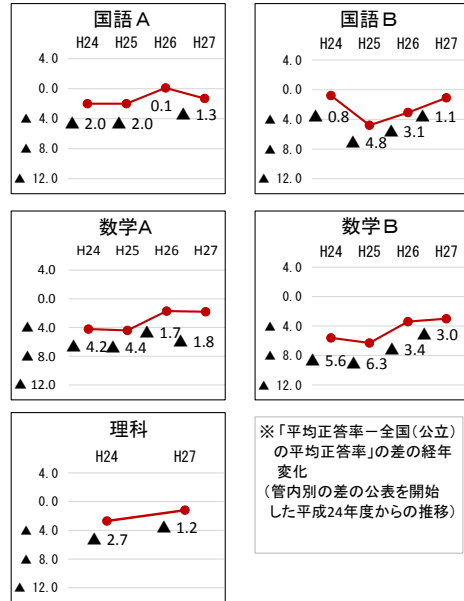 国語A
H24 H25 H26 H27
4.0
0.0
▲ 4.0
▲ 8.0
▲ 12.0
▲ 2.0 ▲ 2.0 0.1 ▲ 1.3
国語B
H24 H25 H26 H27
4.0
0.0
▲ 4.0
▲ 8.0
▲ 12.0
▲ 0.8 ▲ 4.8 ▲ 3.1 ▲ 1.1
数学A
H24 H25 H26 H27
4.0
0.0
▲ 4.0
▲ 8.0
▲ 12.0
▲ 4.2 ▲ 4.4 ▲ 1.7 ▲ 1.8
数学B
H24 H25 H26 H27
4.0
0.0
▲ 4.0
▲ 8.0
▲ 12.0
▲ 5.6 ▲ 6.3 ▲ 3.4 ▲ 3.0
理科
H24 H27
4.0
0.0
▲ 4.0
▲ 8.0
▲ 12.0
▲ 2.7 ▲ 1.2
※「平均正答率－全国(公立)
の平均正答率」の差の経年
変化
(管内別の差の公表を開始
した平成24年度からの推移)